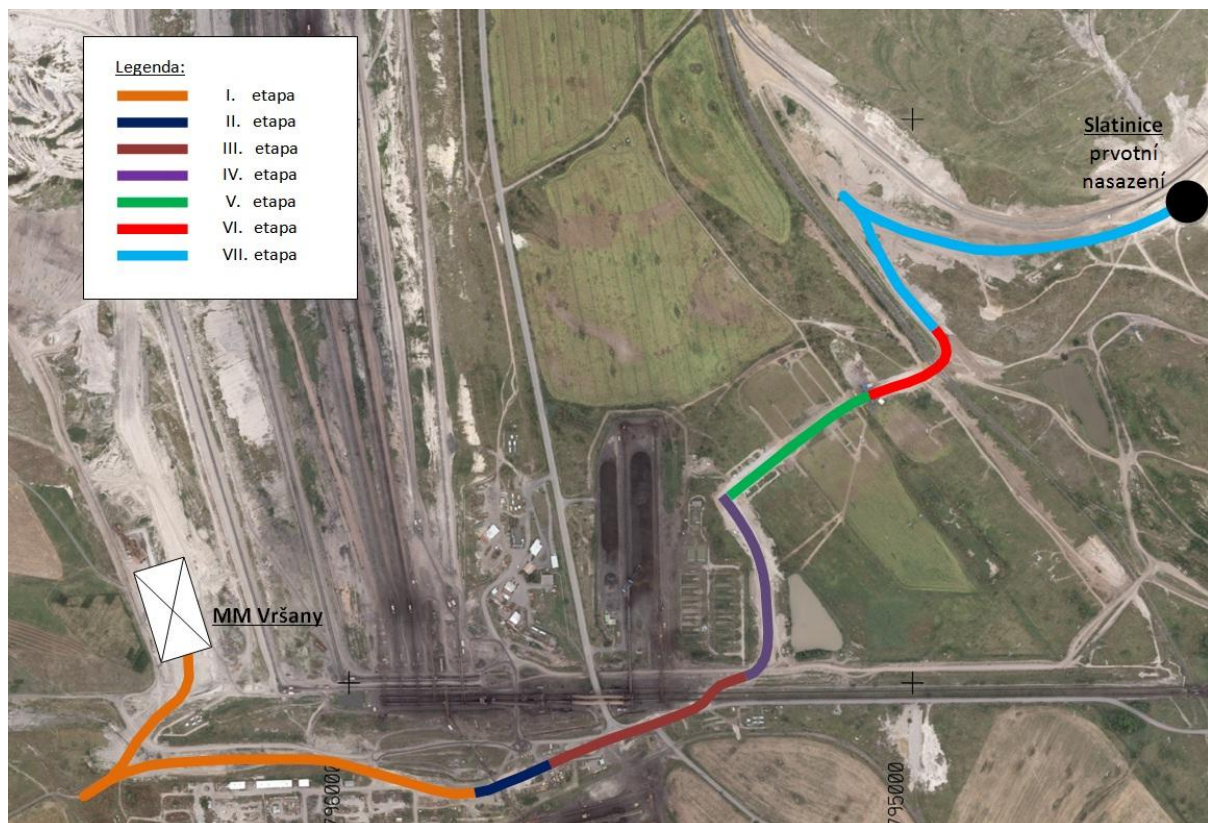 Legenda:
I. etapa
II. etapa
III. etapa
IV. etapa
V. etapa
VI. etapa
VII. etapa
Slatinice
prvotní
nasazení
MM Vršany
796000
795000